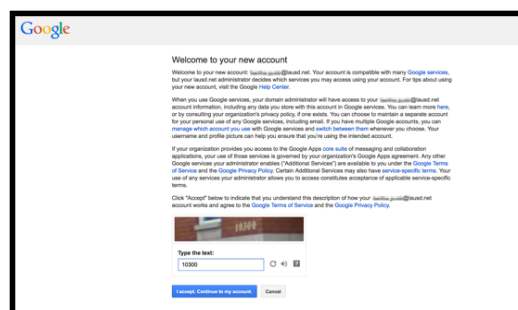 Google
Welcome to your new account
Welcome to your new account: @lausd.net. Your account is compatible with many Google services,
but your lausd.net administrator decides which services you may access using your account. For tips about using
your new account, visit the Google Help Center.
When you use Google services, your domain administrator will have access to your @lausd.net
account information, including any data you store with this account in Google services. You can learn more here,
or by consulting your organization's privacy policy, if one exists. You can choose to maintain a separate account
for your personal use of any Google services, including email. If you have multiple Google accounts, you can
manage which account you use with Google services and switch between them whenever you choose. Your
username and profile picture can help you ensure that you're using the intended account.
If your organization provides you access to the Google Apps core suite of messaging and collaboration
applications, your use of those services is governed by your organization's Google Apps agreement. Any other
Google services your administrator enables ("Additional Services") are available to you under the Google Terms
of Service and the Google Privacy Policy. Certain Additional Services may also have service-specific terms. Your
use of any services your administrator allows you to access constitutes acceptance of applicable service-specific
terms.
Click "Accept" below to indicate that you understand this description of how your @lausd.net
account works and agree to the Google Terms of Service and the Google Privacy Policy.
Type the text:
10300
I accept. Continue to my account.
Cancel